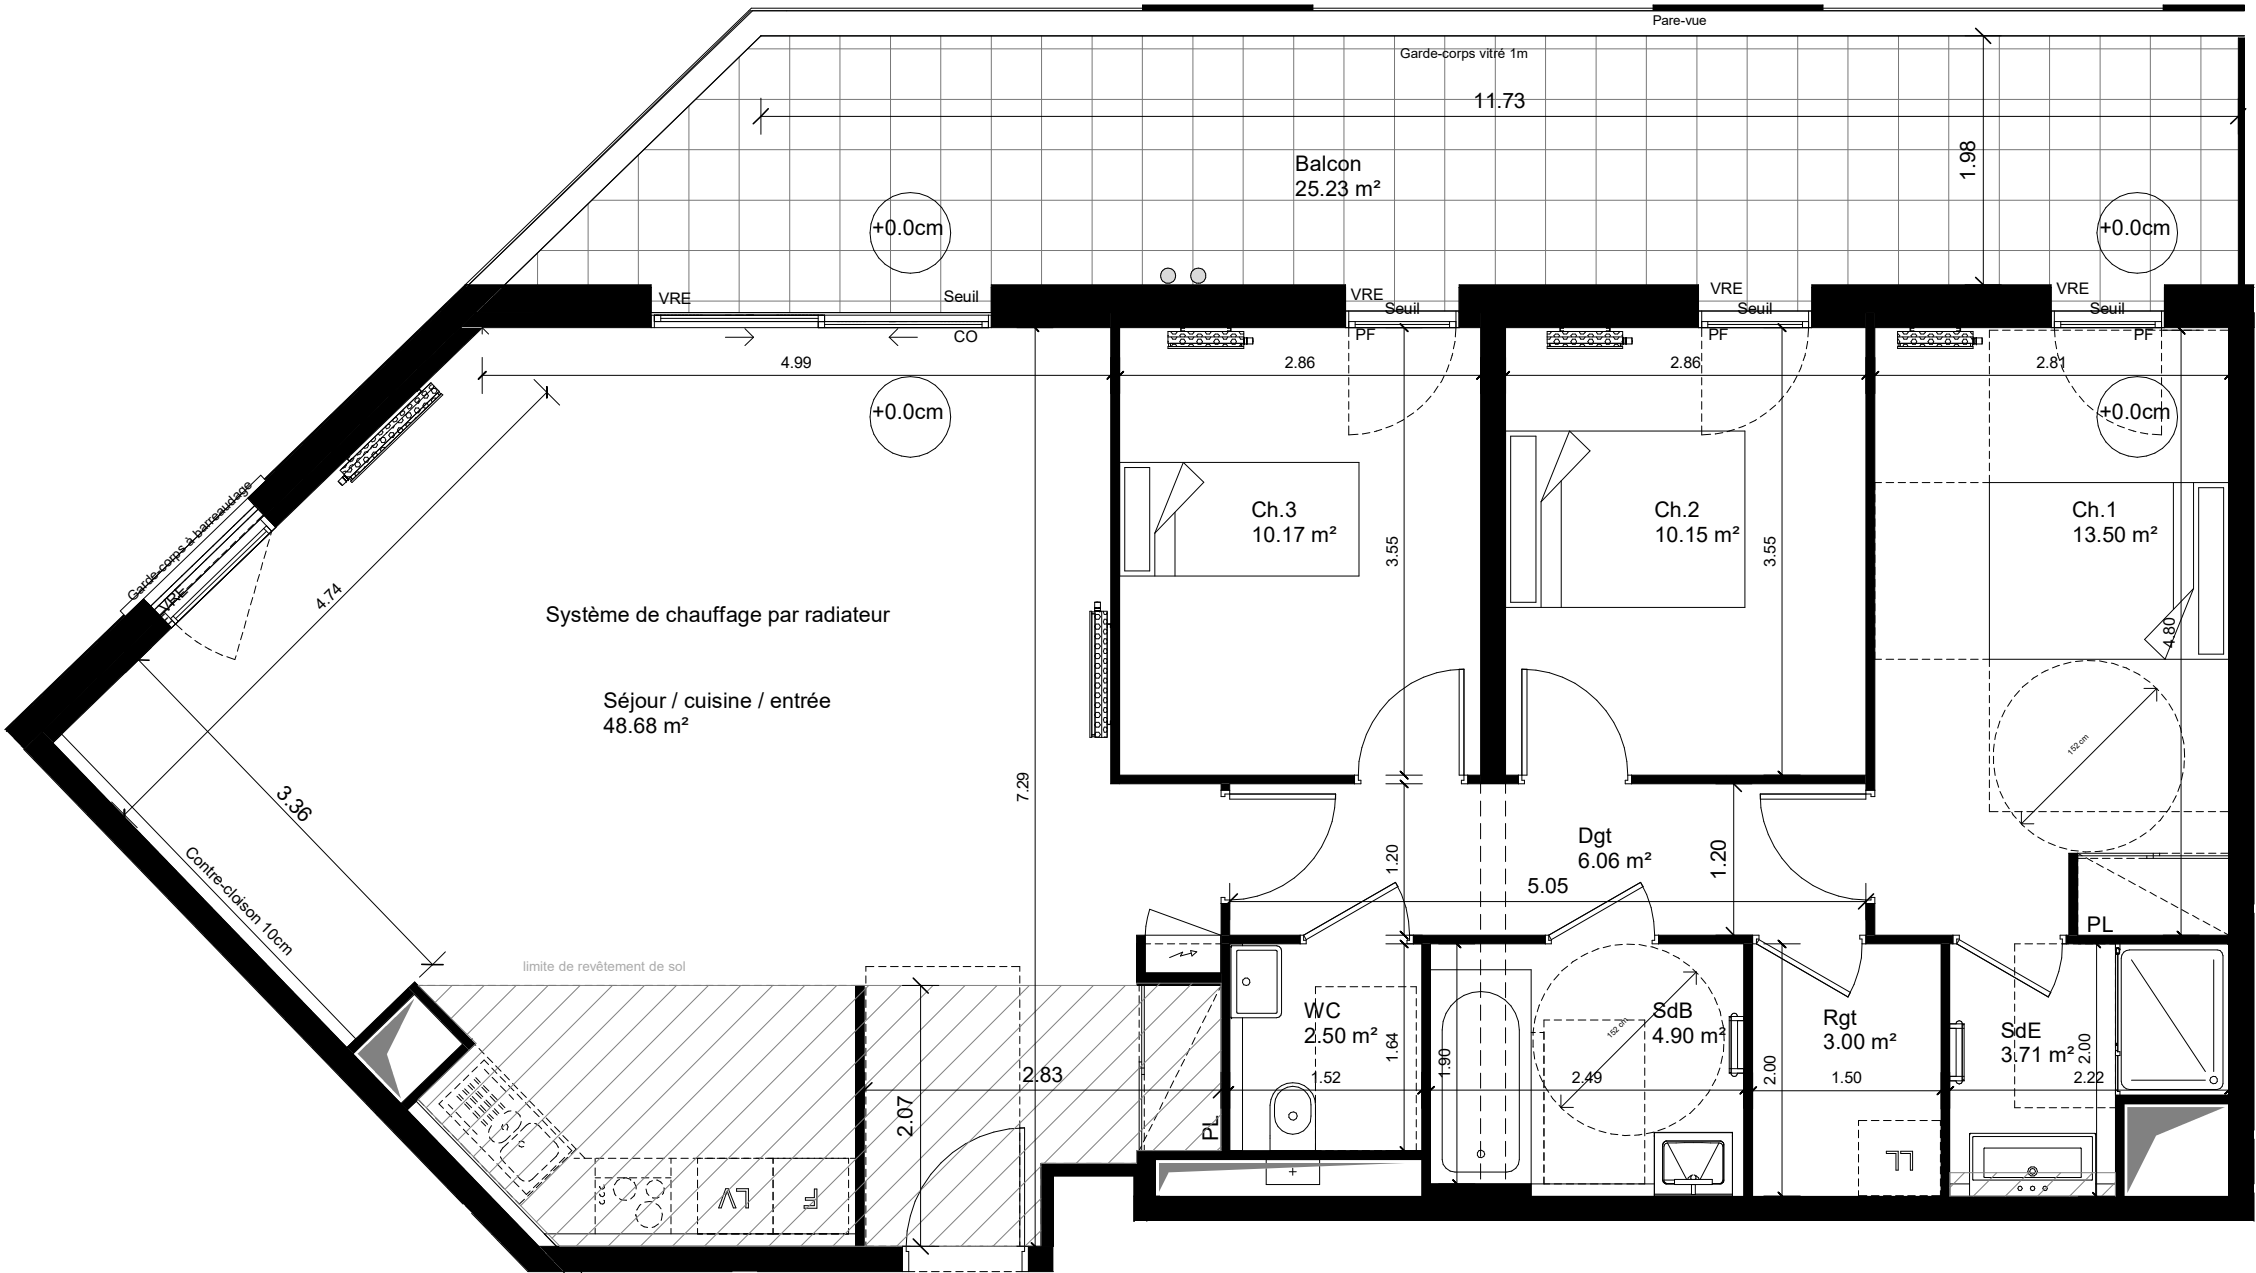 Pare-vue
Garde-corps vitré 1m
11.73
1.98
Balcon
25.23 m²
+0.0cm
+0.0cm
VRE
Seuil
VRE
Seuil
VRE
Seuil
VRE
Seuil
CO
PF
PF
PF
4.99
2.86
2.86
2.81
+0.0cm
+0.0cm
Garde-corps à barreaudage
VRE
4.74
Ch.3
10.17 m²
3.55
Ch.2
10.15 m²
3.55
Ch.1
13.50 m²
4.80
Système de chauffage par radiateur
Séjour / cuisine / entrée
48.68 m²
152 cm
7.29
3.36
Contre-cloison 10cm
Dgt
6.06 m²
1.20
1.20
5.05
PL
limite de revêtement de sol
WC
2.50 m²
1.64
1.52
SdB
4.90 m²
152 cm
1.90
2.49
Rgt
3.00 m²
2.00
1.50
SdE
3.71 m²
2.00
2.22
2.83
2.07
PL
LV
F
LL